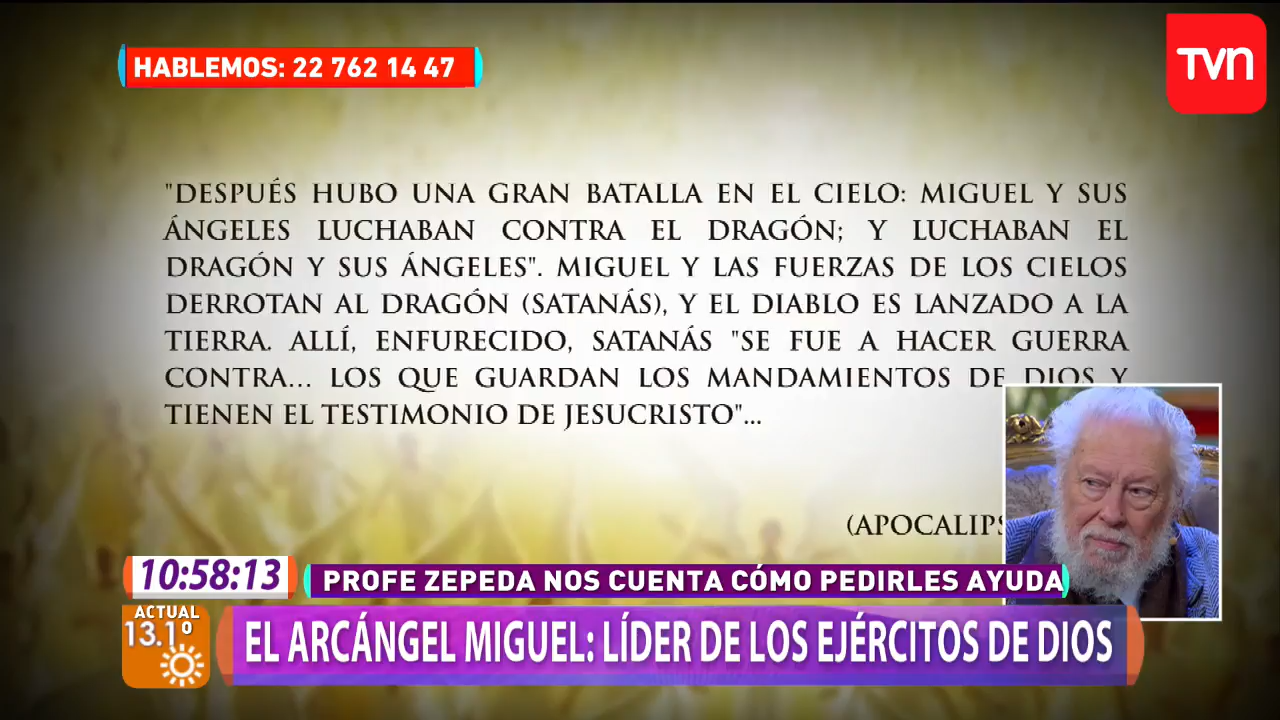 HABLEMOS: 22 762 14 47
TVN
"DESPUÉS HUBO UNA GRAN BATALLA EN EL CIELO: MIGUEL Y SUS
ÁNGELES LUCHABAN CONTRA EL DRAGÓN; Y LUCHABAN EL
DRAGÓN Y SUS ÁNGELES". MIGUEL Y LAS FUERZAS DE LOS CIELOS
DERROTAN AL DRAGÓN (SATANÁS), Y EL DIABLO ES LANZADO A LA
TIERRA. ALLÍ, ENFURECIDO, SATANÁS "SE FUE A HACER GUERRA
CONTRA... LOS QUE GUARDAN LOS MANDAMIENTOS DE DIOS Y
TIENEN EL TESTIMONIO DE JESUCRISTO"...
10:58:13
PROFE ZEPEDA NOS CUENTA CÓMO PEDIRLES AYUDA
ACTUAL
13.1º
EL ARCÁNGEL MIGUEL: LÍDER DE LOS EJÉRCITOS DE DIOS